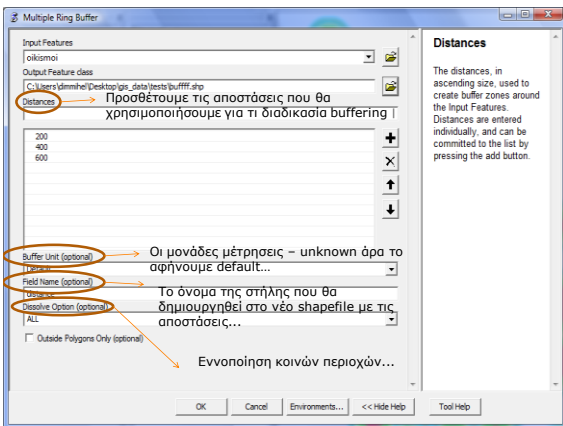 Multiple Ring Buffer
Input Features
oikismoi
Output Feature class
C:\Users\dimmihel\Desktop\gis_data\tests\buffff.shp
Distances
Προσθέτουμε τις αποστάσεις που θα
χρησιμοποιήσουμε για τι διαδικασία buffering
200
400
600
Buffer Unit (optional)
Default
Οι μονάδες μέτρησεις – unknown άρα το
αφήνουμε default...
Field Name (optional)
distance
Το όνομα της στήλης που θα
δημιουργηθεί στο νέο shapefile με τις
αποστάσεις...
Dissolve Option (optional)
ALL
Outside Polygons Only (optional)
Εννοποίηση κοινών περιοχών...
OK
Cancel
Environments...
<< Hide Help
Tool Help
Distances
The distances, in
ascending size, used to
create buffer zones around
the Input Features.
Distances are entered
individually, and can be
committed to the list by
pressing the add button.